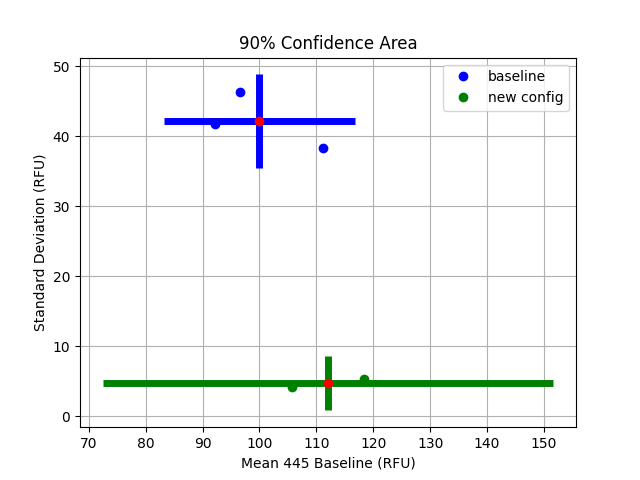 90% Confidence Area
baseline
new config
50
40
30
20
10
0
Standard Deviation (RFU)
70 80 90 100 110 120 130 140 150
Mean 445 Baseline (RFU)